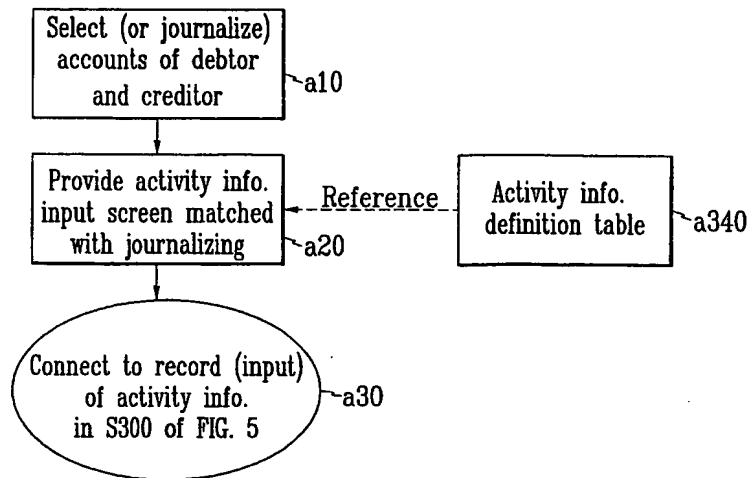 Select (or journalize)
accounts of debtor
and creditor
a10
Provide activity info.
input screen matched
with journalizing
a20
Reference
Activity info.
definition table
a340
Connect to record (input)
of activity info.
in S300 of FIG. 5
a30